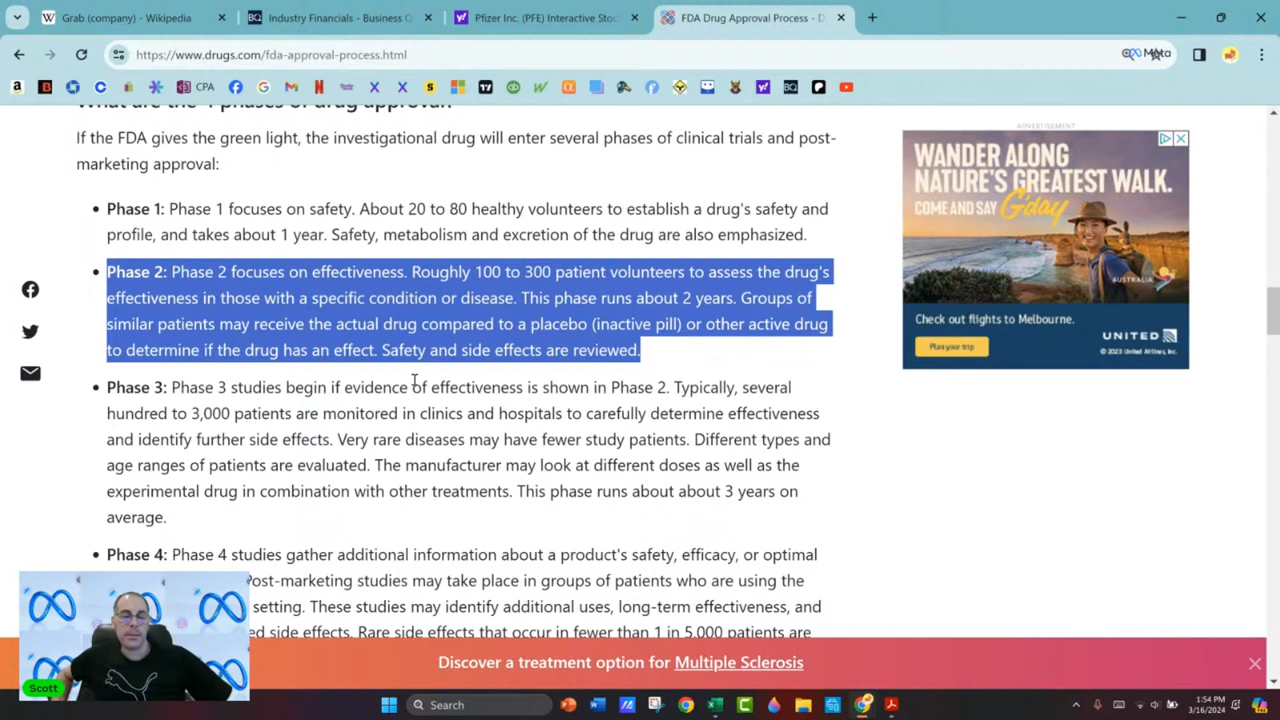 Grab (company) - Wikipedia
Industry Financials - Business Q
Pfizer Inc. (PFE) Interactive Stoc
FDA Drug Approval Process - D
https://www.drugs.com/fda-approval-process.html
Meta
CPA
What are the 4 phases of drug approval?
If the FDA gives the green light, the investigational drug will enter several phases of clinical trials and post-
marketing approval:
Phase 1: Phase 1 focuses on safety. About 20 to 80 healthy volunteers to establish a drug's safety and
profile, and takes about 1 year. Safety, metabolism and excretion of the drug are also emphasized.
Phase 2: Phase 2 focuses on effectiveness. Roughly 100 to 300 patient volunteers to assess the drug's
effectiveness in those with a specific condition or disease. This phase runs about 2 years. Groups of
similar patients may receive the actual drug compared to a placebo (inactive pill) or other active drug
to determine if the drug has an effect. Safety and side effects are reviewed.
Phase 3: Phase 3 studies begin if evidence of effectiveness is shown in Phase 2. Typically, several
hundred to 3,000 patients are monitored in clinics and hospitals to carefully determine effectiveness
and identify further side effects. Very rare diseases may have fewer study patients. Different types and
age ranges of patients are evaluated. The manufacturer may look at different doses as well as the
experimental drug in combination with other treatments. This phase runs about about 3 years on
average.
Phase 4: Phase 4 studies gather additional information about a product's safety, efficacy, or optimal
Post-marketing studies may take place in groups of patients who are using the
setting. These studies may identify additional uses, long-term effectiveness, and
side effects. Rare side effects that occur in fewer than 1 in 5,000 patients are
ADVERTISEMENT
WANDER ALONG
NATURE'S GREATEST WALK.
COME AND SAY G'day
AUSTRALIA
Check out flights to Melbourne.
Plan your trip
UNITED
© 2023 United Airlines, Inc.
Discover a treatment option for Multiple Sclerosis
Scott
Search
1:54 PM
3/16/2024